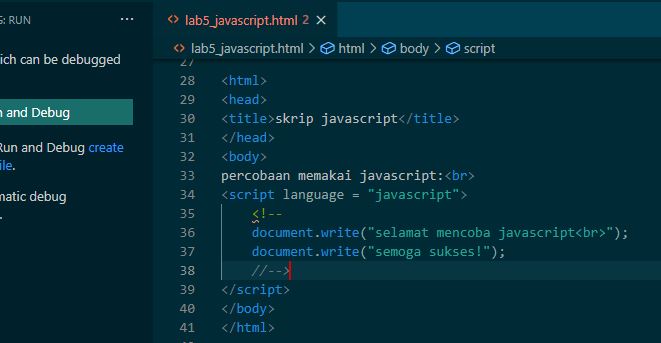 G: RUN
lab5_javascript.html 2 ×
lab5_javascript.html > html > body > script
ich can be debugged
n and Debug
Run and Debug create
ile.
matic debug
.
27
28 <html>
29 <head>
30 <title>skrip javascript</title>
31 </head>
32 <body>
33 percobaan memakai javascript:<br>
34 <script language = "javascript">
35 <!--
36 document.write("selamat mencoba javascript<br>");
37 document.write("semoga sukses!");
38 //-->
39 </script>
40 </body>
41 </html>